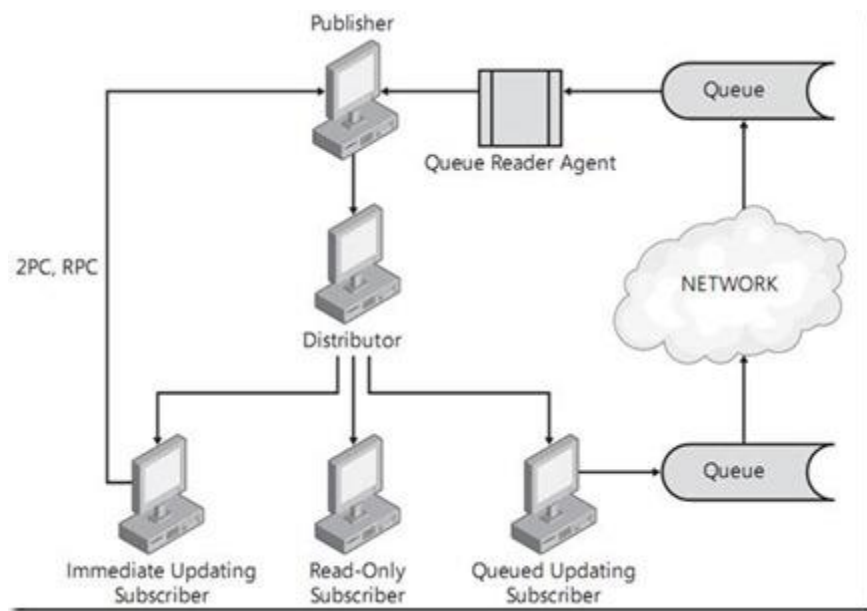 Publisher
Queue
Queue Reader Agent
2PC, RPC
NETWORK
Distributor
Queue
Immediate Updating
Subscriber
Read-Only
Subscriber
Queued Updating
Subscriber